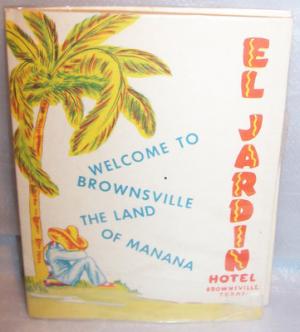 WELCOME TO
BROWNSVILLE
THE LAND
OF MANANA
EL JARDIN
HOTEL
BROWNSVILLE,
TEXAS